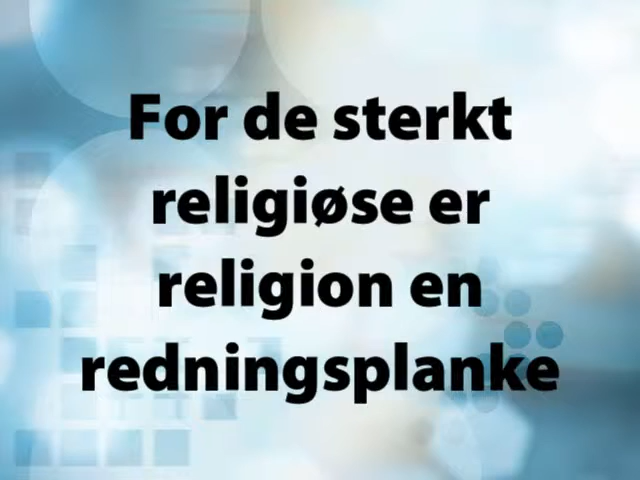 For de sterkt
religiøse er
religion en
redningsplanke